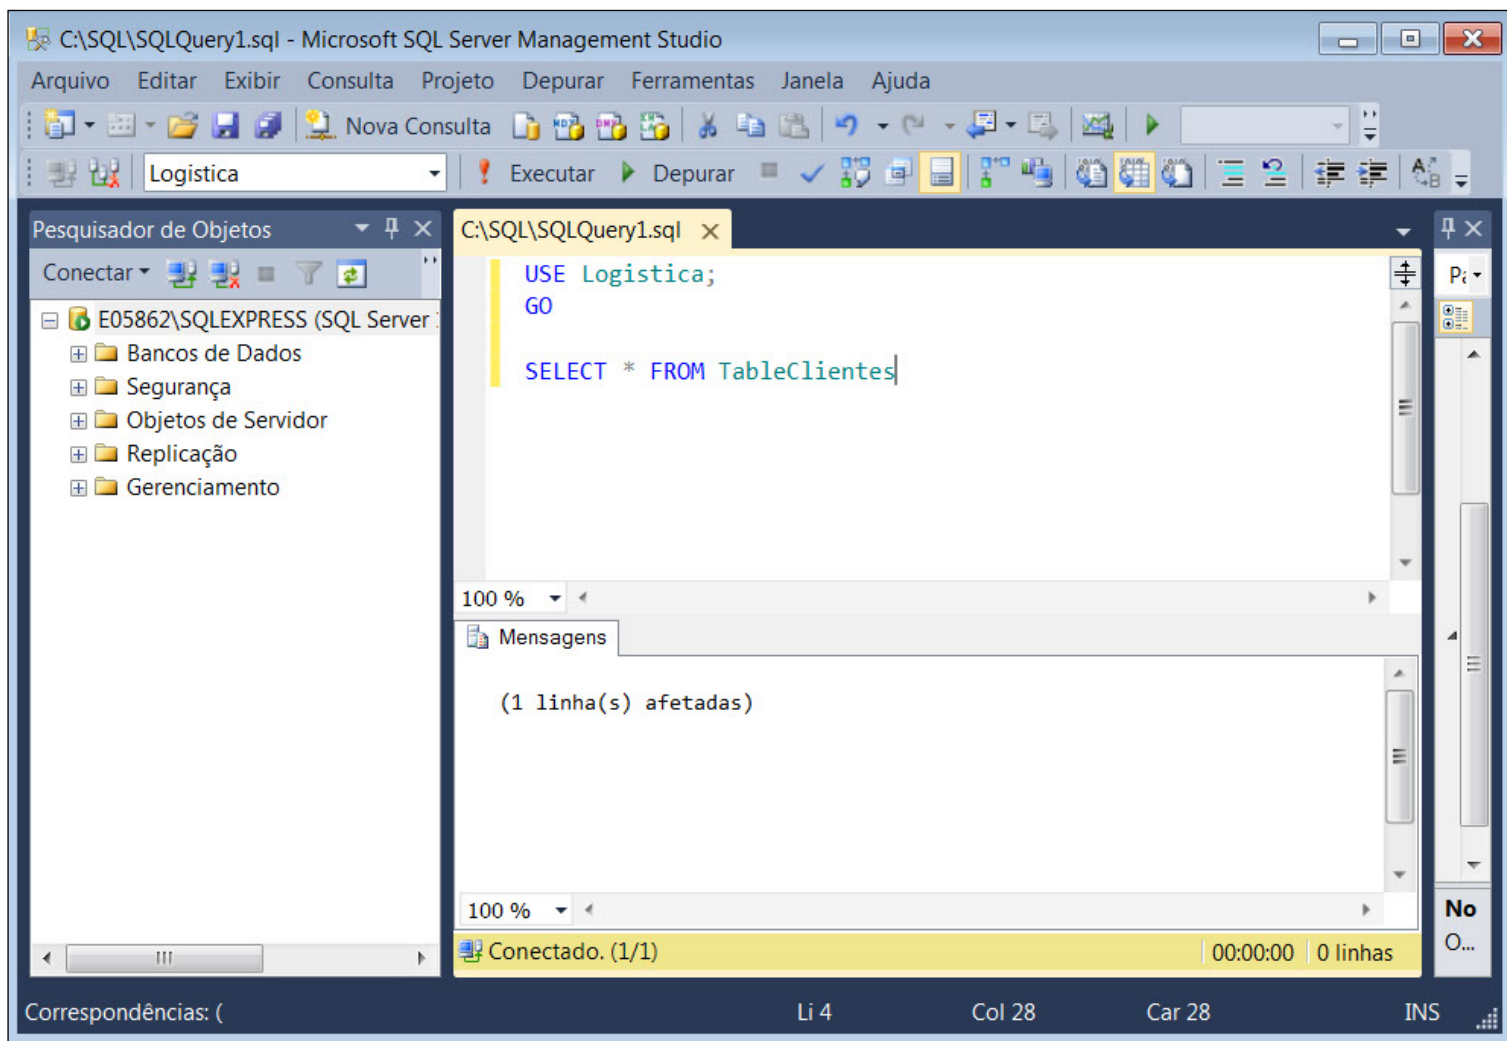 C:\SQL\SQLQuery1.sql - Microsoft SQL Server Management Studio
Arquivo Editar Exibir Consulta Projeto Depurar Ferramentas Janela Ajuda
Nova Consulta
Logistica Executar Depurar
Pesquisador de Objetos
Conectar
E05862\SQLEXPRESS (SQL Server
Bancos de Dados
Segurança
Objetos de Servidor
Replicação
Gerenciamento
C:\SQL\SQLQuery1.sql
USE Logistica;
GO
SELECT * FROM TableClientes
100 %
Mensagens
(1 linha(s) afetadas)
100 %
Conectado. (1/1) 00:00:00 0 linhas
No
O...
Correspondências: ( Li 4 Col 28 Car 28 INS